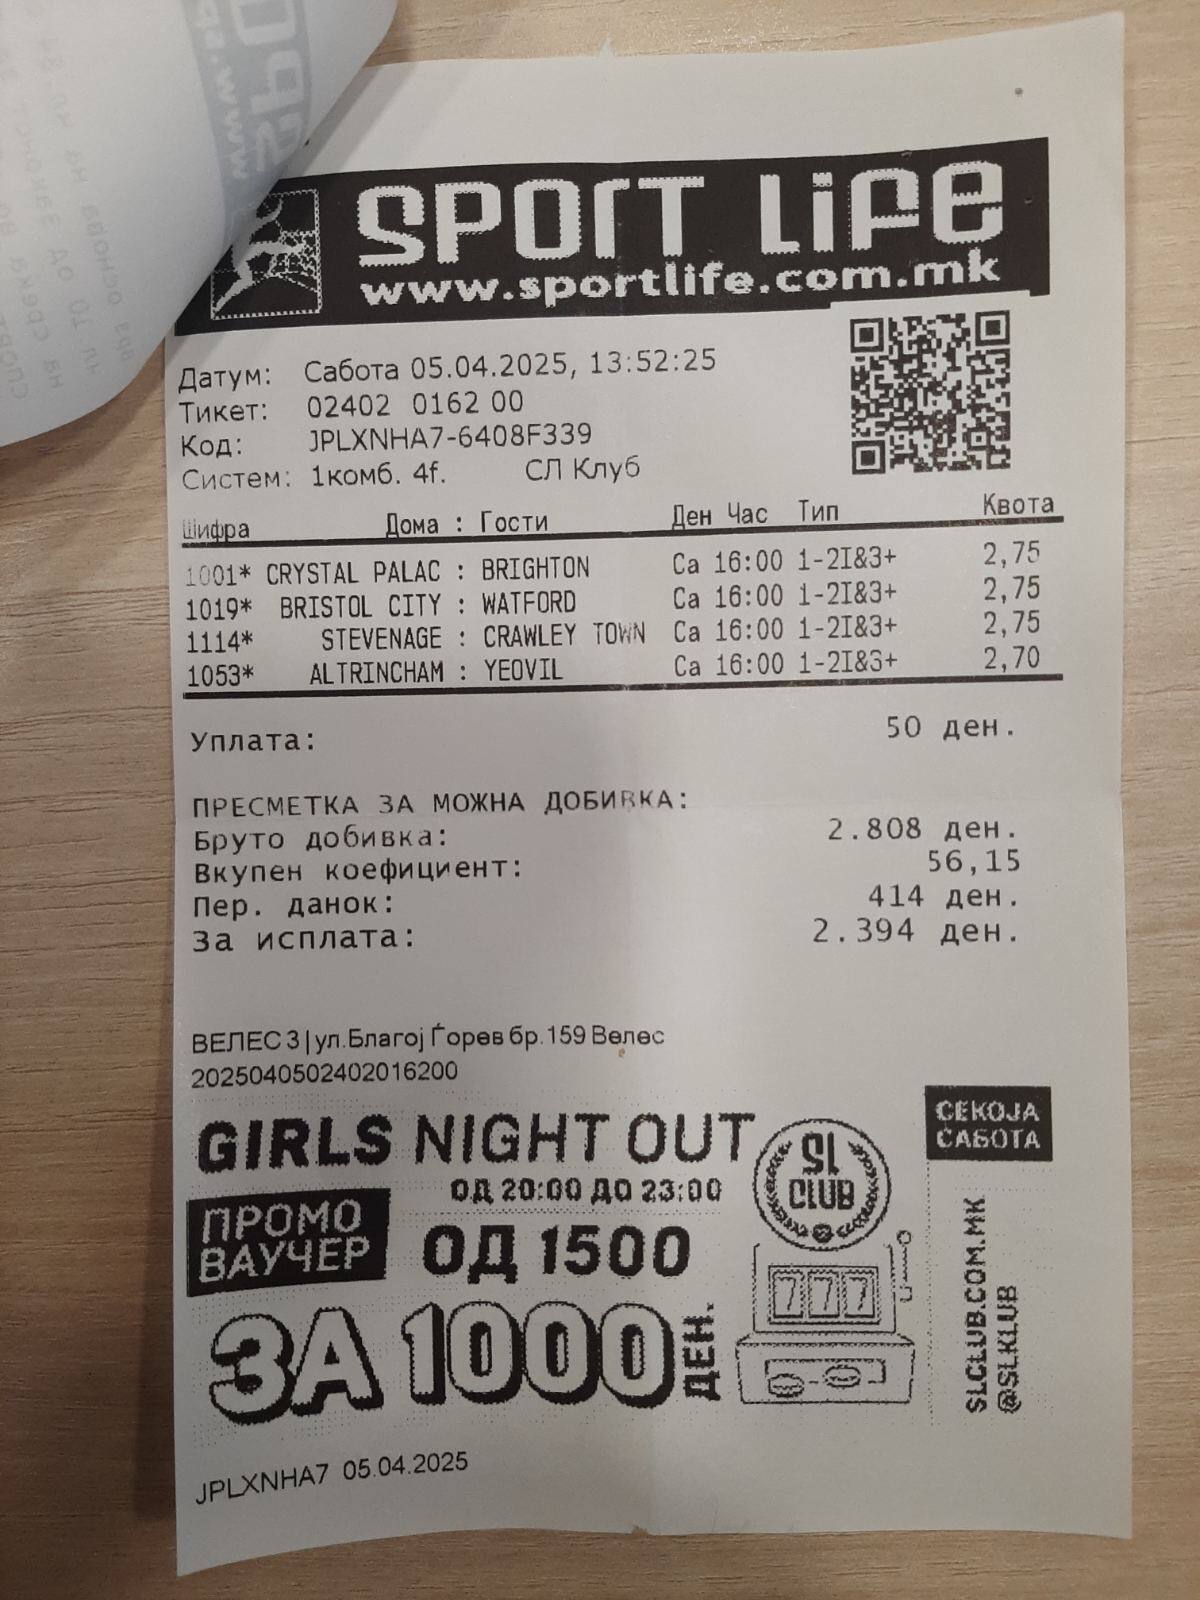 SPORT LIFE
www.sportlife.com.mk
Датум: Сабота 05.04.2025, 13:52:25
Тикет: 02402 0162 00
Код: JPLXNHA7-6408F339
Систем: 1комб. 4f. СЛ Клуб
Шифра Дома : Гости Ден Час Тип Квота
1001* CRYSTAL PALAC : BRIGHTON Са 16:00 1-2I&3+ 2,75
1019* BRISTOL CITY : WATFORD Са 16:00 1-2I&3+ 2,75
1114* STEVENAGE : CRAWLEY TOWN Са 16:00 1-2I&3+ 2,75
1053* ALTRINCHAM : YEOVIL Са 16:00 1-2I&3+ 2,70
Уплата: 50 ден.
ПРЕСМЕТКА ЗА МОЖНА ДОБИВКА:
Бруто добивка: 2.808 ден.
Вкупен коефициент: 56,15
Пер. данок: 414 ден.
За исплата: 2.394 ден.
ВЕЛЕС 3 | ул.Благој Ѓорев бр.159 Велес
2025040502402016200
GIRLS NIGHT OUT
ОД 20:00 ДО 23:00
ПРОМО
ВАУЧЕР
ОД 1500
ЗА 1000 ДЕН.
SL
CLUB
777
СЕКОЈА
САБОТА
SLCLUB.COM.MK
@SLKLUB
JPLXNHA7 05.04.2025